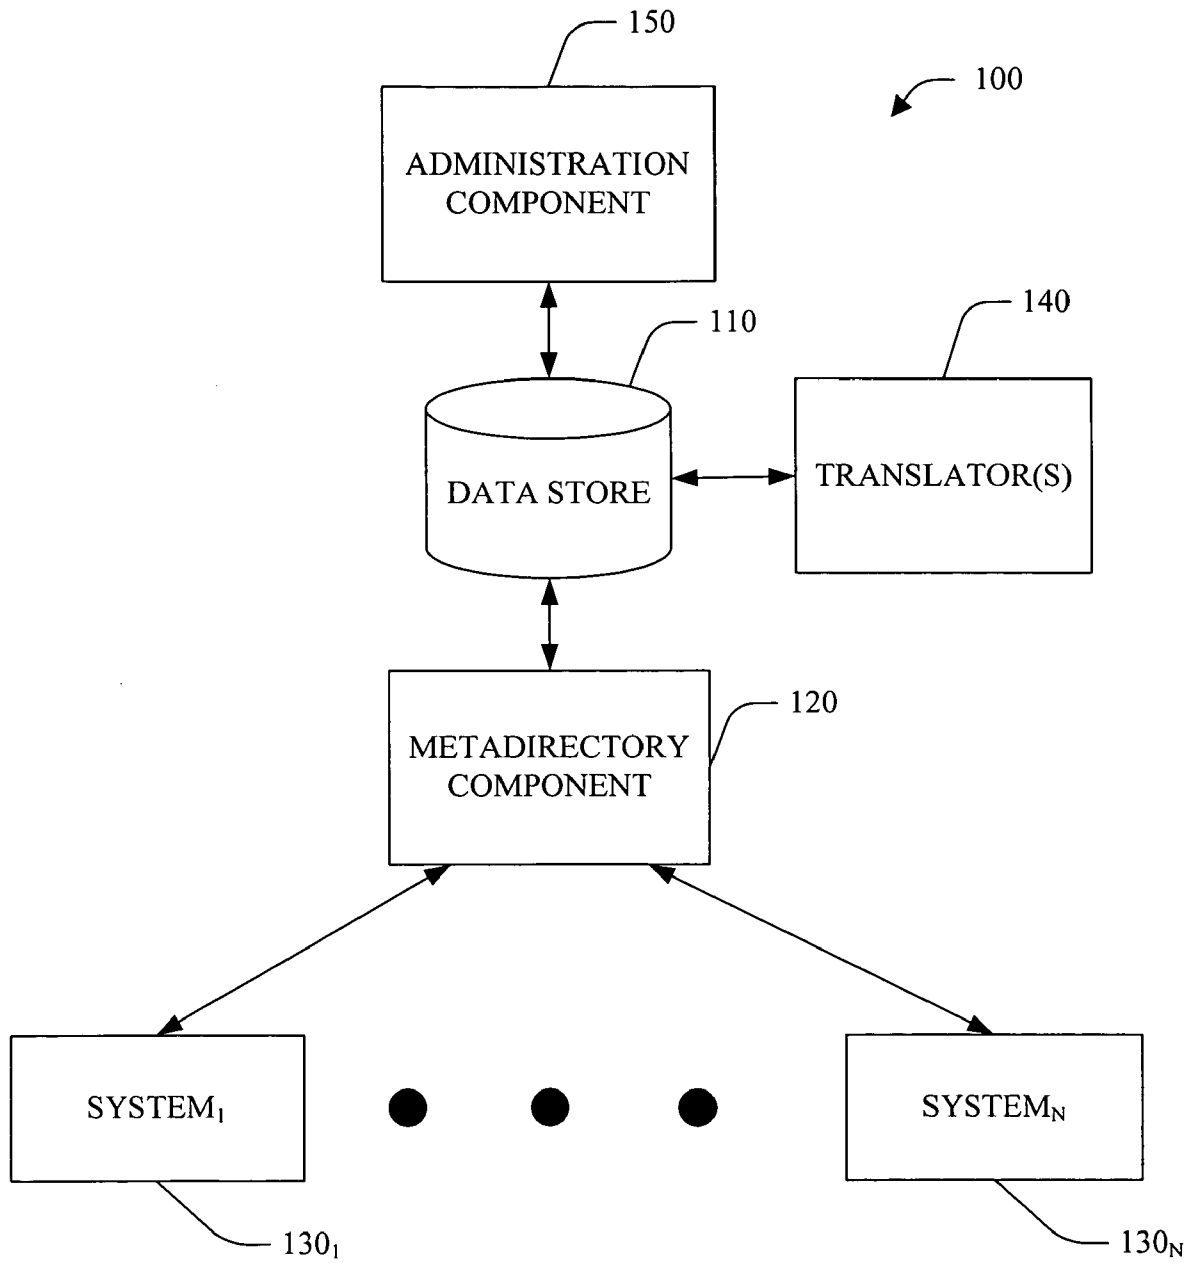 150
100
ADMINISTRATION
COMPONENT
140
110
TRANSLATOR(S)
DATA STORE
120
METADIRECTORY
COMPONENT
SYSTEM₁
SYSTEMN
130₁
130N